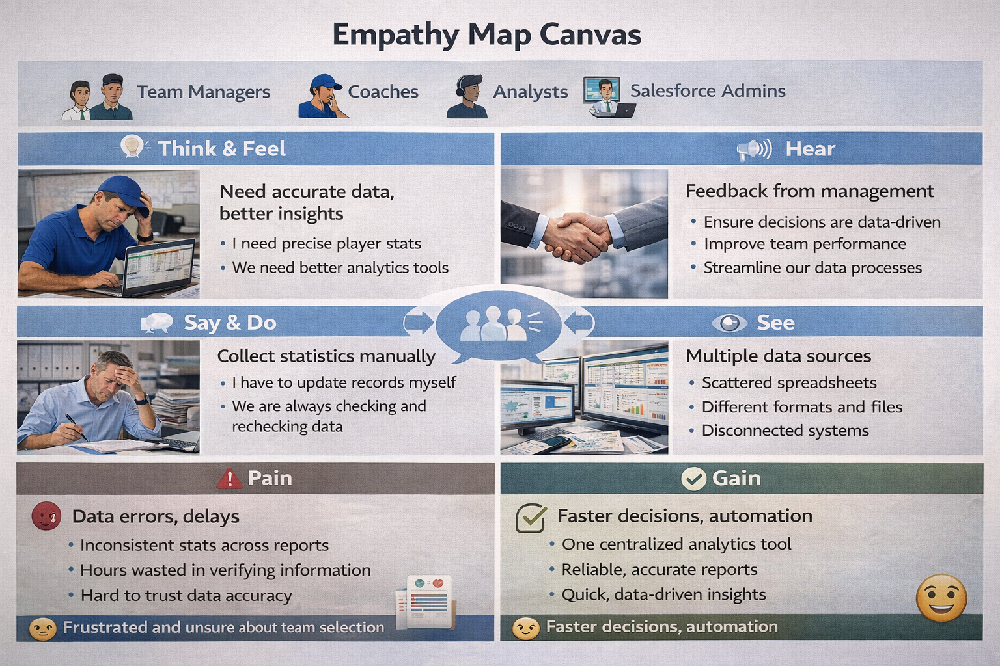 Empathy Map Canvas
Team Managers
Coaches
Analysts
Salesforce Admins
Think & Feel
Need accurate data,
better insights
• I need precise player stats
• We need better analytics tools
Hear
Feedback from management
• Ensure decisions are data-driven
• Improve team performance
• Streamline our data processes
Say & Do
Collect statistics manually
• I have to update records myself
• We are always checking and
rechecking data
See
Multiple data sources
• Scattered spreadsheets
• Different formats and files
• Disconnected systems
Pain
Data errors, delays
• Inconsistent stats across reports
• Hours wasted in verifying information
• Hard to trust data accuracy
Frustrated and unsure about team selection
Gain
Faster decisions, automation
• One centralized analytics tool
• Reliable, accurate reports
• Quick, data-driven insights
Faster decisions, automation